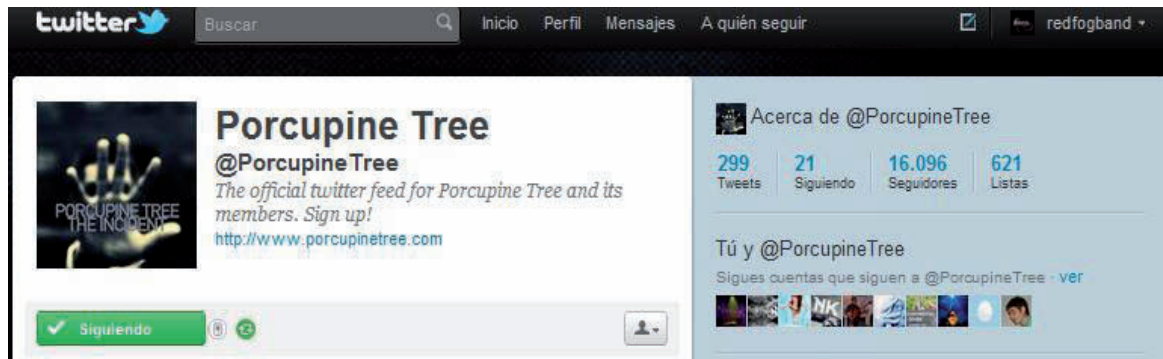 twitter
Buscar
Inicio Perfil Mensajes A quién seguir
redfogband
PORCUPINE TREE
THE INCIDENT
Porcupine Tree
@PorcupineTree
The official twitter feed for Porcupine Tree and its
members. Sign up!
http://www.porcupinetree.com
Siguiendo
Acerca de @PorcupineTree
299 21 16.096 621
Tweets Siguiendo Seguidores Listas
Tú y @PorcupineTree
Sigues cuentas que siguen a @PorcupineTree · ver
NK